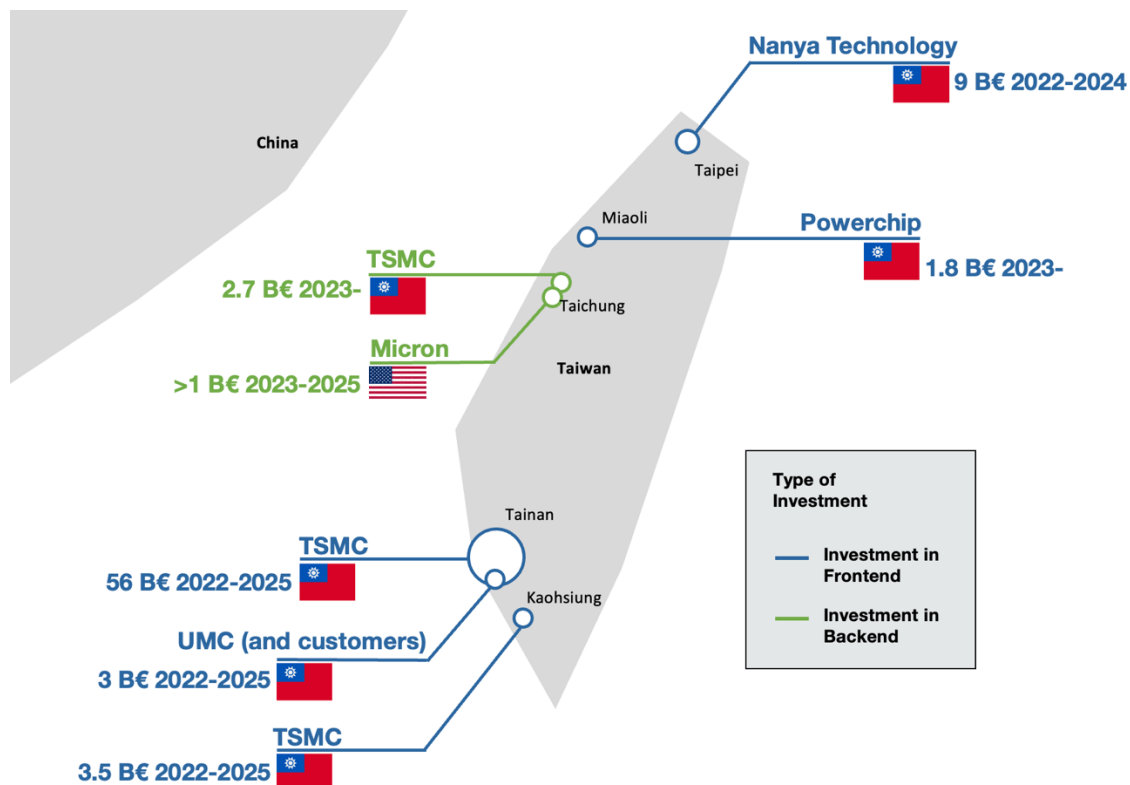 Nanya Technology
9 B€ 2022-2024
China
Taipei
Miaoli
Powerchip
1.8 B€ 2023-
TSMC
2.7 B€ 2023-
Taichung
Micron
>1 B€ 2023-2025
Taiwan
Type of
Investment
Investment in
Frontend
Investment in
Backend
Tainan
TSMC
56 B€ 2022-2025
Kaohsiung
UMC (and customers)
3 B€ 2022-2025
TSMC
3.5 B€ 2022-2025